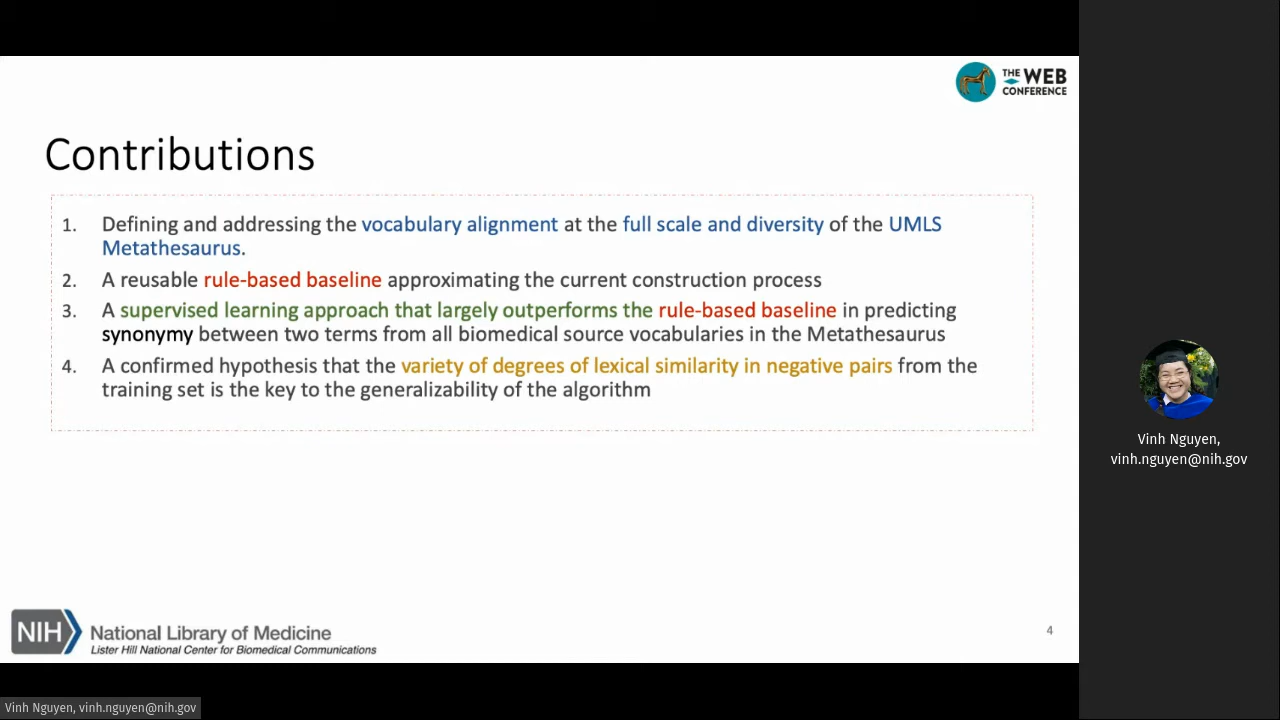 THE WEB
CONFERENCE
Contributions
1. Defining and addressing the vocabulary alignment at the full scale and diversity of the UMLS
Metathesaurus.
2. A reusable rule-based baseline approximating the current construction process
3. A supervised learning approach that largely outperforms the rule-based baseline in predicting
synonymy between two terms from all biomedical source vocabularies in the Metathesaurus
4. A confirmed hypothesis that the variety of degrees of lexical similarity in negative pairs from the
training set is the key to the generalizability of the algorithm
Vinh Nguyen,
vinh.nguyen@nih.gov
NIH National Library of Medicine
Lister Hill National Center for Biomedical Communications
4
Vinh Nguyen, vinh.nguyen@nih.gov